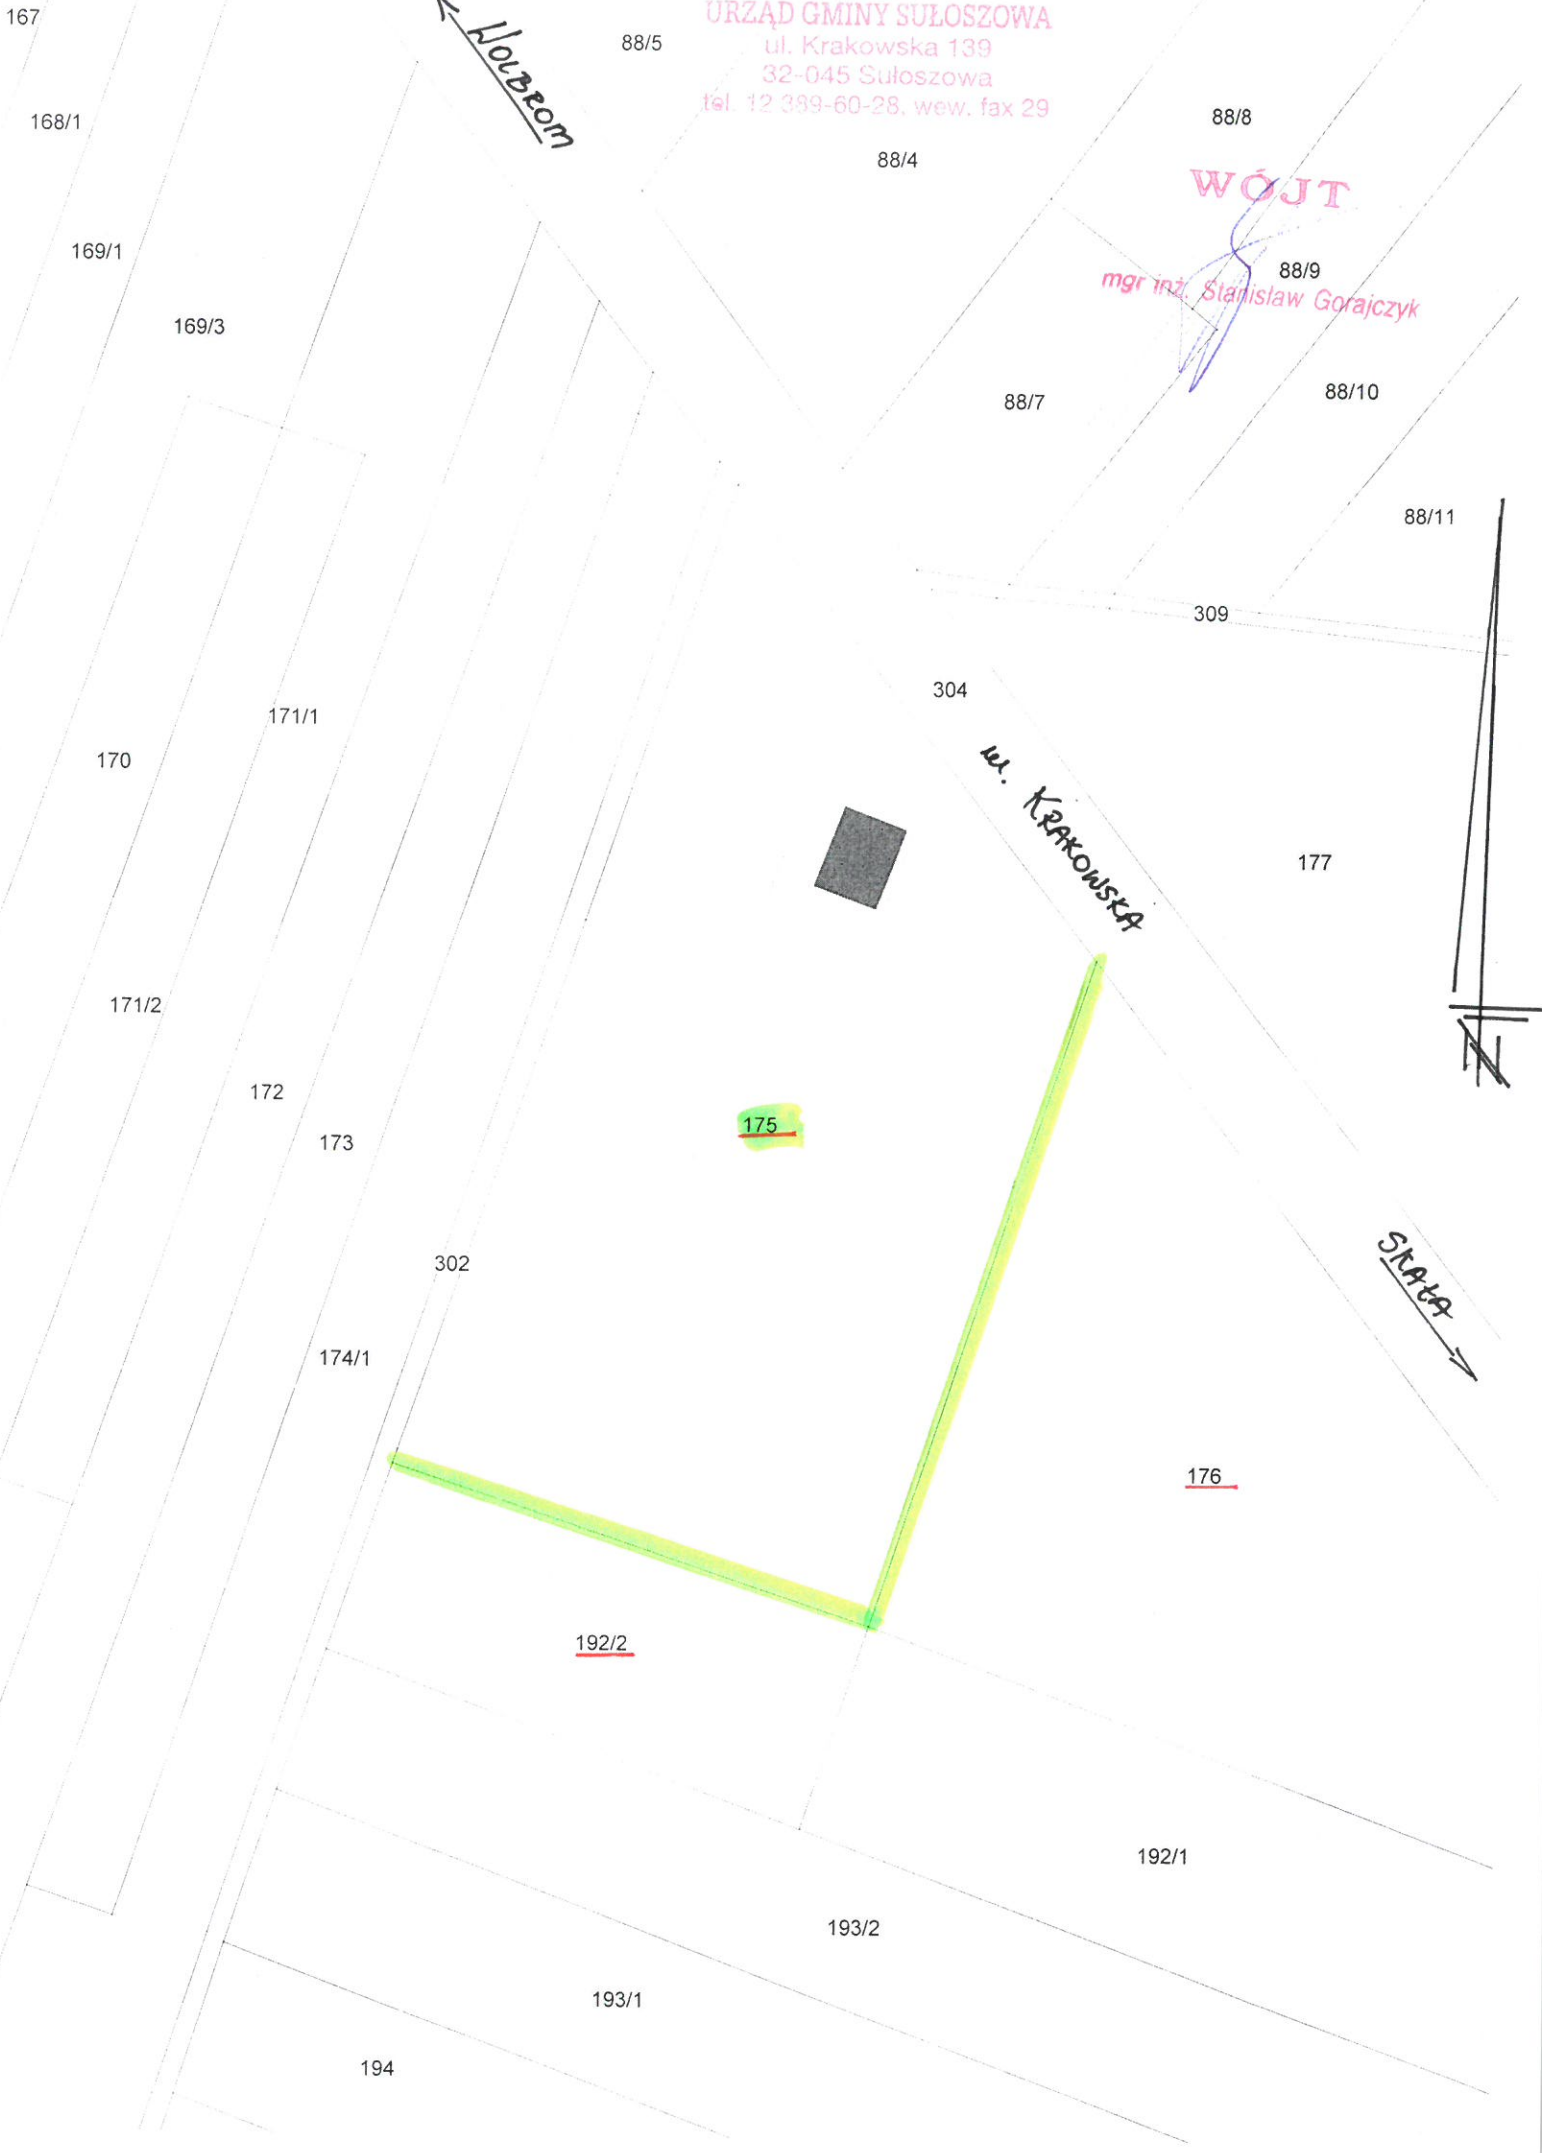 167
WOLBROM
88/5
URZĄD GMINY SUŁOSZOWA
ul. Krakowska 139
32-045 Sułoszowa
tel. 12 389-60-28, wew. fax 29
168/1
88/8
88/4
WÓJT
169/1
88/9
mgr inż. Stanisław Gorajczyk
169/3
88/7
88/10
88/11
309
304
171/1
170
ul. KRAKOWSKA
177
171/2
N
172
175
173
302
SKAŁA
174/1
176
192/2
192/1
193/2
193/1
194